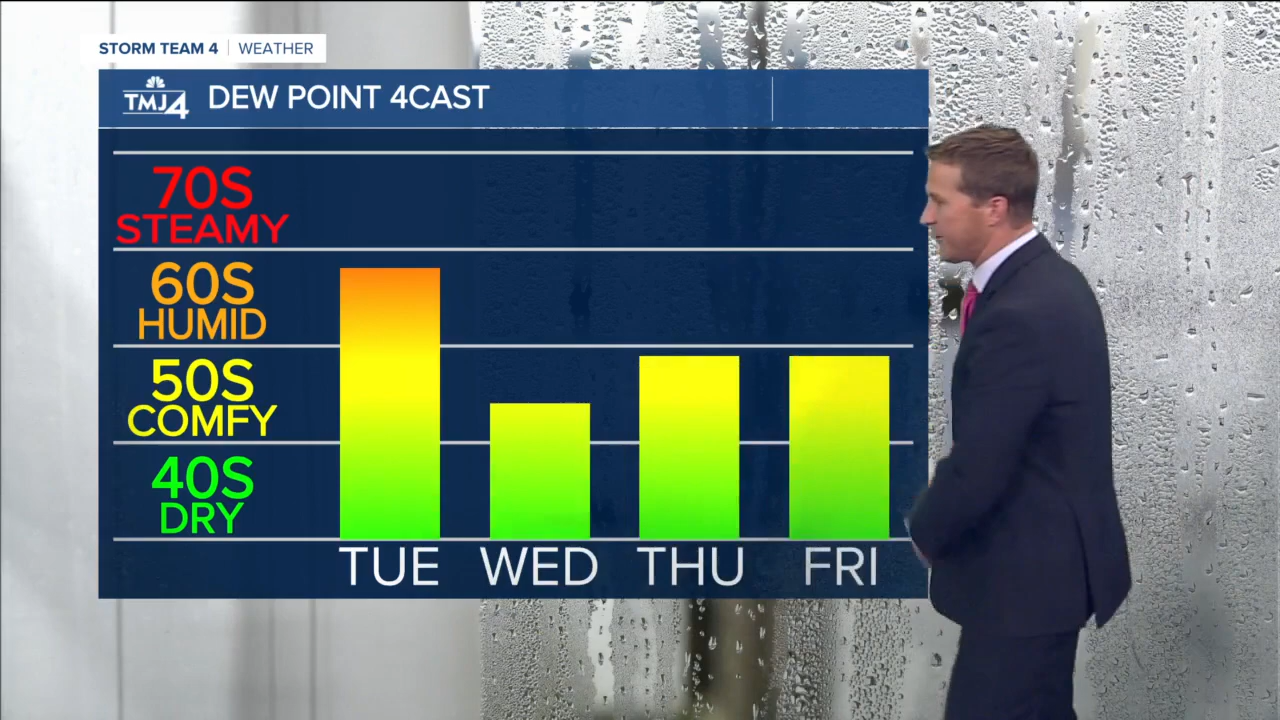 STORM TEAM 4 | WEATHER
TMJ4 DEW POINT 4CAST
70S
STEAMY
60S
HUMID
50S
COMFY
40S
DRY
TUE WED THU FRI